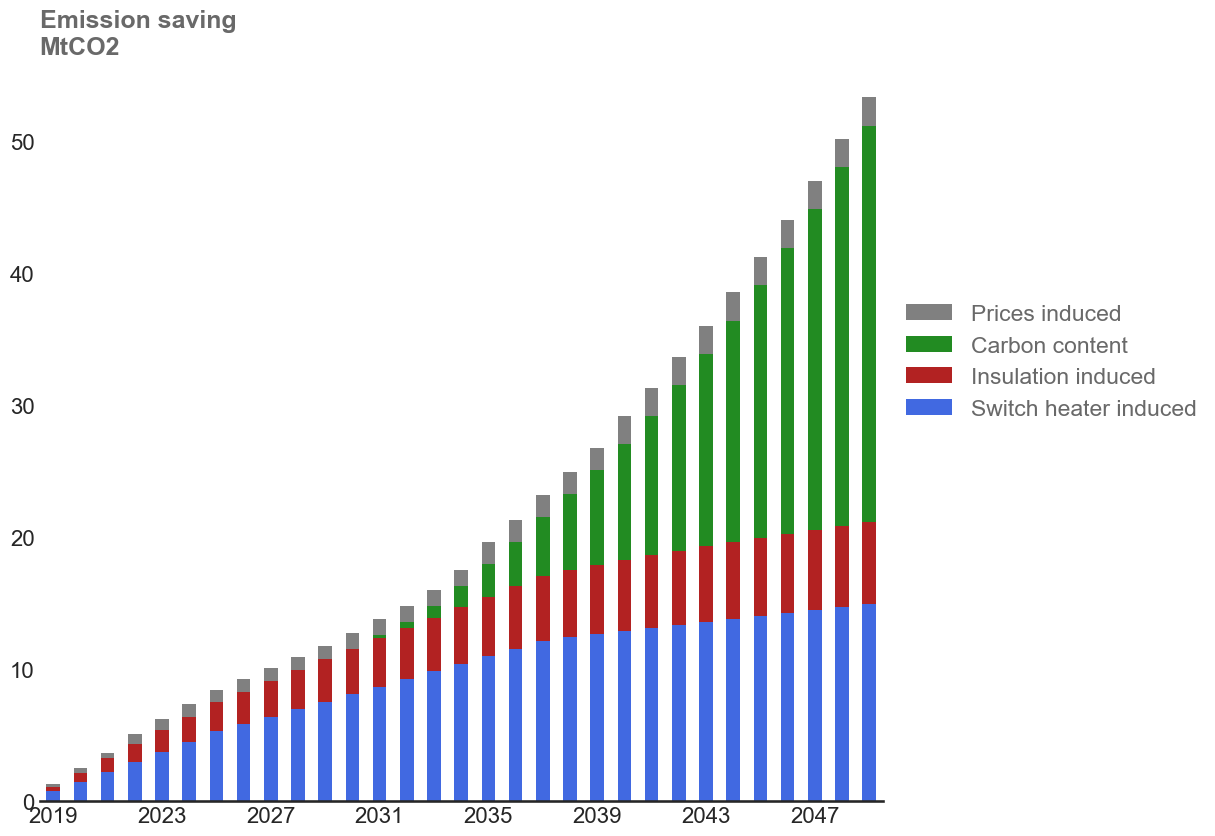 Emission saving
MtCO2
50
40
30
20
10
0
2019 2023 2027 2031 2035 2039 2043 2047
Prices induced
Carbon content
Insulation induced
Switch heater induced